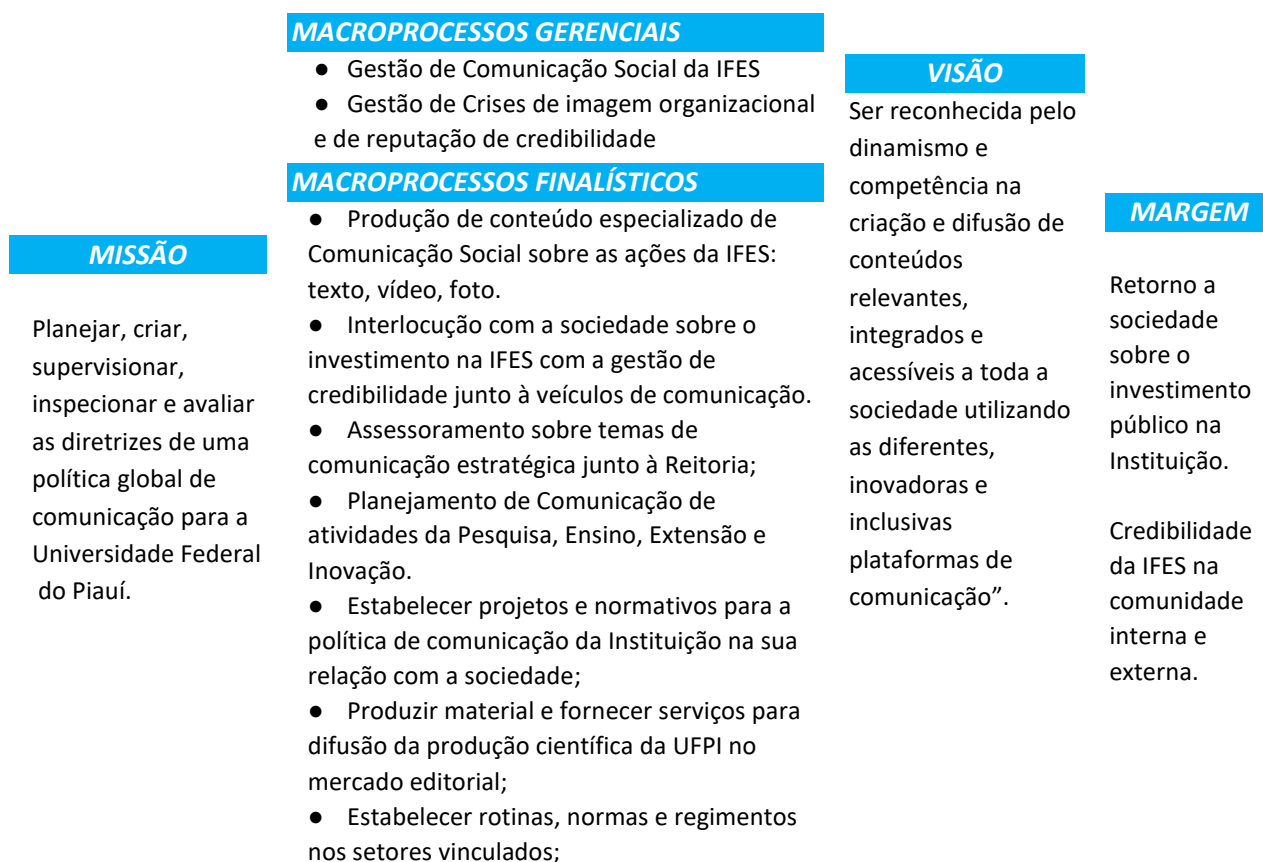 MISSÃO
Planejar, criar,
supervisionar,
inspecionar e avaliar
as diretrizes de uma
política global de
comunicação para a
Universidade Federal
do Piauí.
MACROPROCESSOS GERENCIAIS
● Gestão de Comunicação Social da IFES
● Gestão de Crises de imagem organizacional
e de reputação de credibilidade
MACROPROCESSOS FINALÍSTICOS
● Produção de conteúdo especializado de
Comunicação Social sobre as ações da IFES:
texto, vídeo, foto.
● Interlocução com a sociedade sobre o
investimento na IFES com a gestão de
credibilidade junto à veículos de comunicação.
● Assessoramento sobre temas de
comunicação estratégica junto à Reitoria;
● Planejamento de Comunicação de
atividades da Pesquisa, Ensino, Extensão e
Inovação.
● Estabelecer projetos e normativos para a
política de comunicação da Instituição na sua
relação com a sociedade;
● Produzir material e fornecer serviços para
difusão da produção científica da UFPI no
mercado editorial;
● Estabelecer rotinas, normas e regimentos
nos setores vinculados;
VISÃO
Ser reconhecida pelo
dinamismo e
competência na
criação e difusão de
conteúdos
relevantes,
integrados e
acessíveis a toda a
sociedade utilizando
as diferentes,
inovadoras e
inclusivas
plataformas de
comunicação”.
MARGEM
Retorno a
sociedade
sobre o
investimento
público na
Instituição.
Credibilidade
da IFES na
comunidade
interna e
externa.